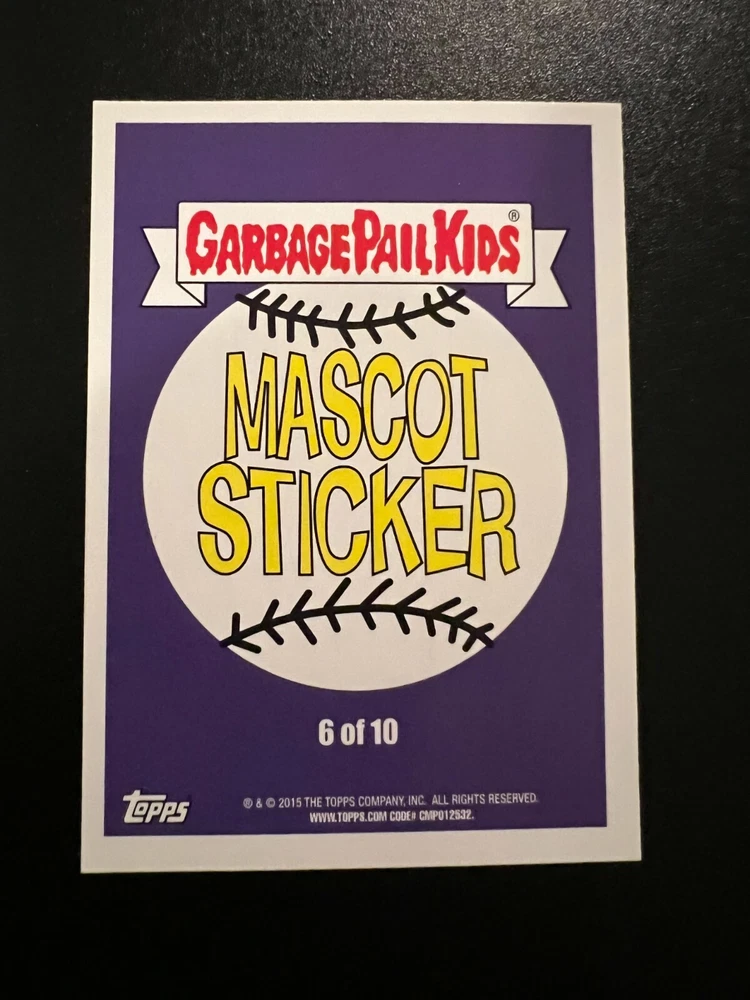 GARBAGE PAIL KIDS®
MASCOT
STICKER
6 of 10
Topps
® & © 2015 THE TOPPS COMPANY, INC. ALL RIGHTS RESERVED.
WWW.TOPPS.COM CODE# CMP012532.